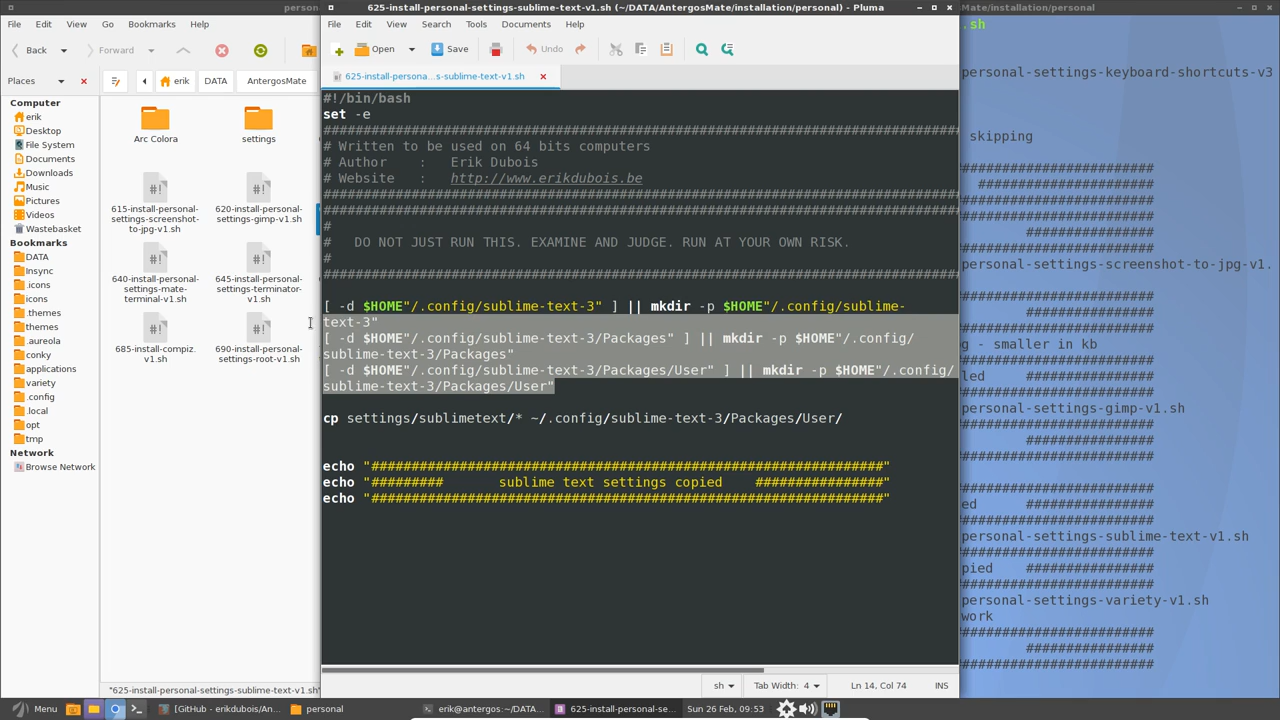 persona
File
Edit
View
Go
Bookmarks
Help
Back
Forward
Places
erik
DATA
AntergosMate
Computer
erik
Desktop
File System
Documents
Downloads
Music
Pictures
Videos
Wastebasket
Bookmarks
DATA
Insync
.icons
icons
.themes
themes
.aureola
conky
applications
variety
.config
.local
opt
tmp
Network
Browse Network
Arc Colora
settings
615-install-personal-
settings-screenshot-
to-jpg-v1.sh
620-install-personal-
settings-gimp-v1.sh
640-install-personal-
settings-mate-
terminal-v1.sh
645-install-personal-
settings-terminator-
v1.sh
685-install-compiz.
v1.sh
690-install-personal-
settings-root-v1.sh
"625-install-personal-settings-sublime-text-v1.sh"
625-install-personal-settings-sublime-text-v1.sh (~/DATA/AntergosMate/installation/personal) - Pluma
File
Edit
View
Search
Tools
Documents
Help
Open
Save
Undo
625-install-persona...s-sublime-text-v1.sh
#!/bin/bash
set -e
##################################################################################
# Written to be used on 64 bits computers
# Author    :   Erik Dubois
# Website   :   http://www.erikdubois.be
##################################################################################
##################################################################################
#
#   DO NOT JUST RUN THIS. EXAMINE AND JUDGE. RUN AT YOUR OWN RISK.
#
##################################################################################
[ -d $HOME"/.config/sublime-text-3" ] || mkdir -p $HOME"/.config/sublime-
text-3"
[ -d $HOME"/.config/sublime-text-3/Packages" ] || mkdir -p $HOME"/.config/
sublime-text-3/Packages"
[ -d $HOME"/.config/sublime-text-3/Packages/User" ] || mkdir -p $HOME"/.config/
sublime-text-3/Packages/User"
cp settings/sublimetext/* ~/.config/sublime-text-3/Packages/User/
echo "################################################################"
echo "#########       sublime text settings copied    ################"
echo "################################################################"
sh
Tab Width: 4
Ln 14, Col 74
INS
Mate/installation/personal
.sh
personal-settings-keyboard-shortcuts-v3
skipping
########################
######################
########################
########################
################
########################
personal-settings-screenshot-to-jpg-v1.
########################
################
########################
g - smaller in kb
########################
led     ################
########################
personal-settings-gimp-v1.sh
########################
################
########################
########################
ed      ################
########################
personal-settings-sublime-text-v1.sh
########################
pied    ################
########################
personal-settings-variety-v1.sh
work
########################
################
########################
Menu
[GitHub - erikdubois/An...
personal
erik@antergos:~/DATA...
625-install-personal-se...
Sun 26 Feb, 09:53